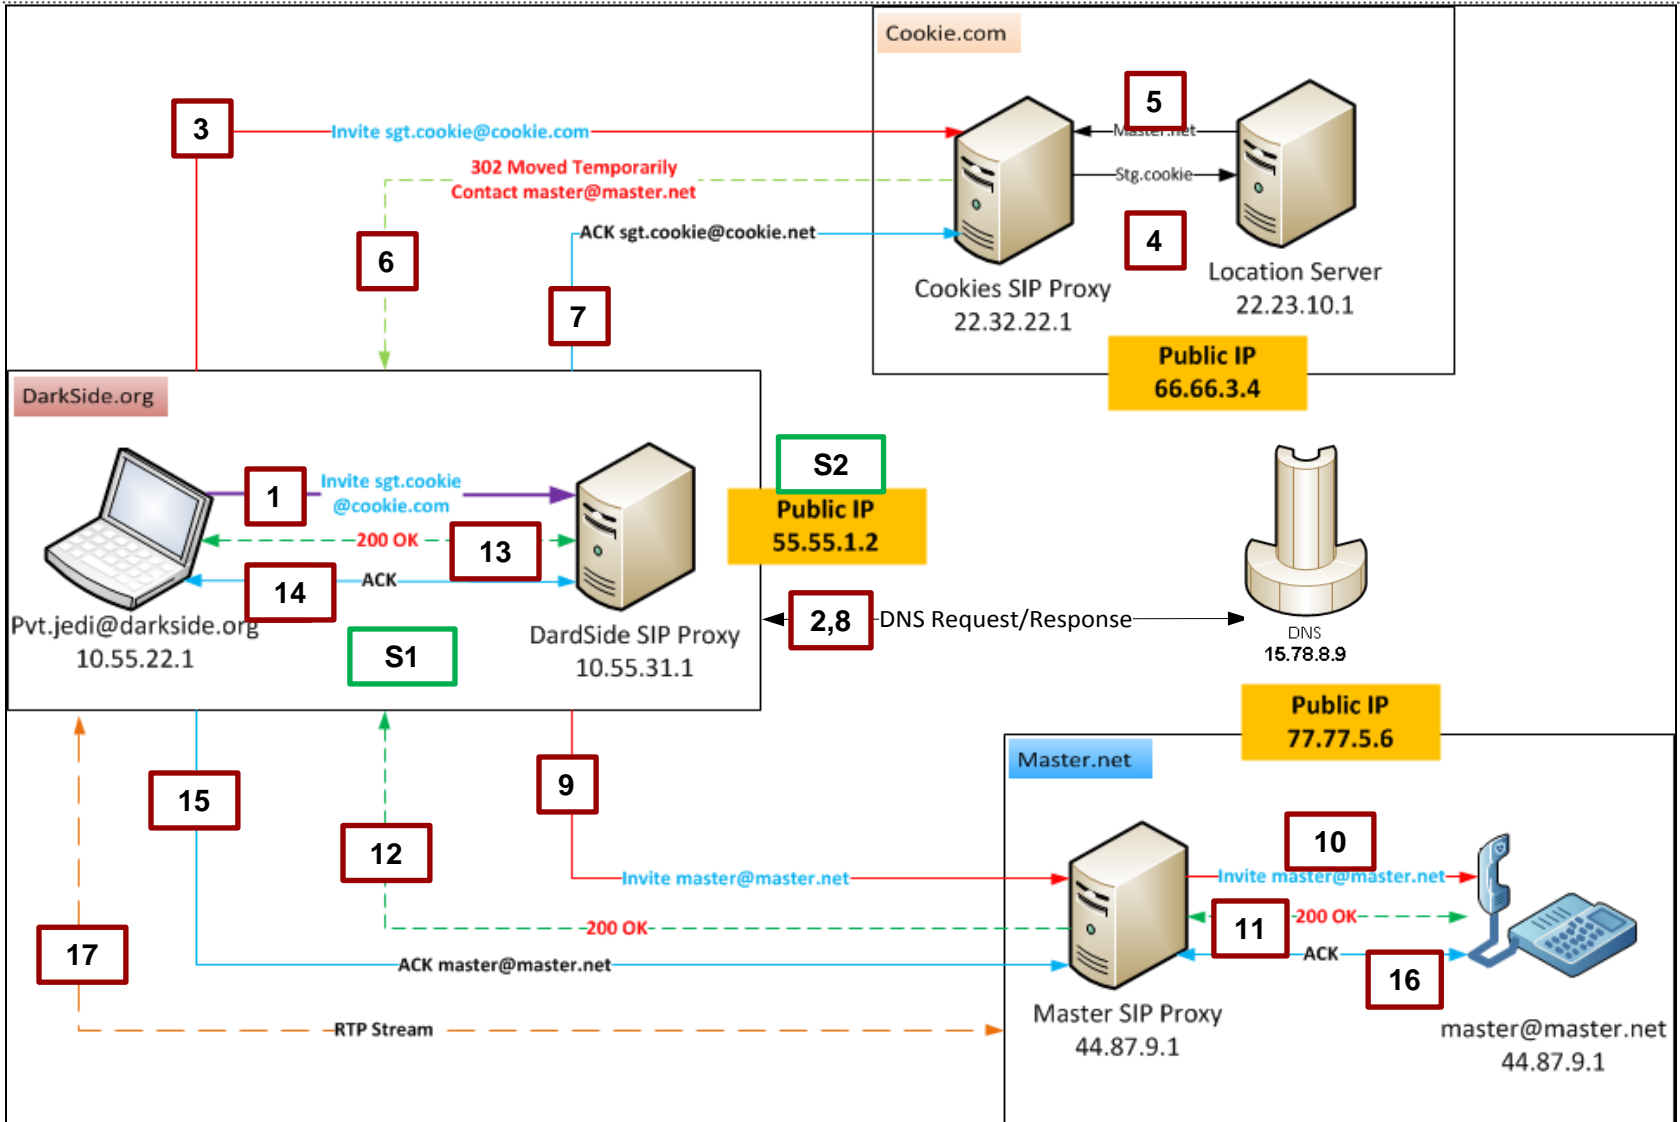 Cookie.com
5
3
Invite sgt.cookie@cookie.com
Master.net
302 Moved Temporarily
Contact master@master.net
Stg.cookie
ACK sgt.cookie@cookie.net
4
6
Location Server
22.23.10.1
Cookies SIP Proxy
22.32.22.1
7
Public IP
66.66.3.4
DarkSide.org
S2
1
Invite sgt.cookie
@cookie.com
Public IP
55.55.1.2
200 OK
13
14
ACK
Pvt.jedi@darkside.org
10.55.22.1
DardSide SIP Proxy
10.55.31.1
2,8
DNS Request/Response
DNS
15.78.8.9
S1
Public IP
77.77.5.6
Master.net
15
9
12
10
Invite master@master.net
Invite master@master.net
200 OK
11
200 OK
17
ACK master@master.net
ACK
16
RTP Stream
Master SIP Proxy
44.87.9.1
master@master.net
44.87.9.1